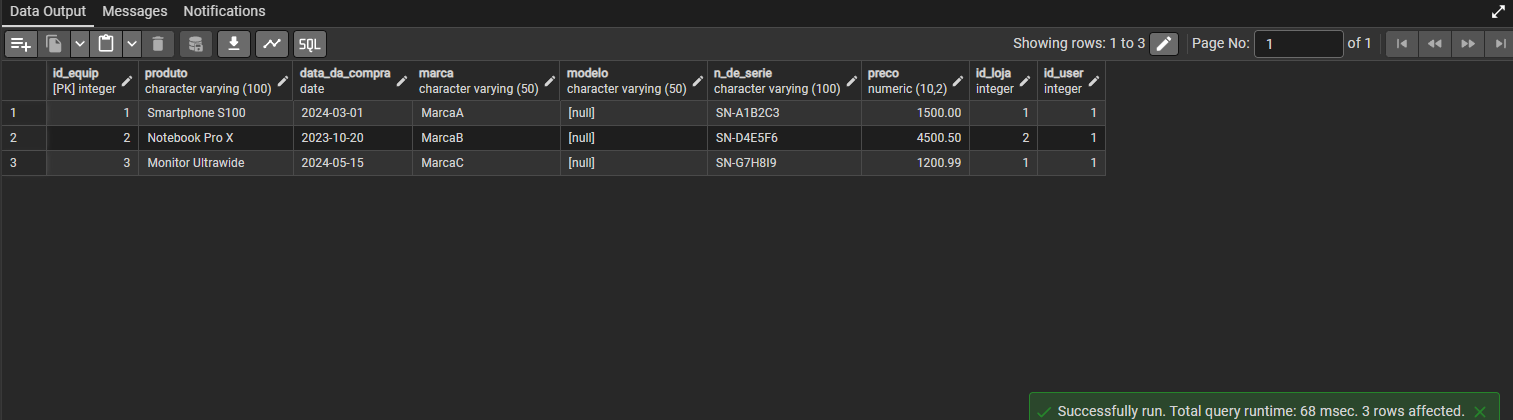 Data Output Messages Notifications
SQL Showing rows: 1 to 3 Page No: 1 of 1
id_equip produto data_da_compra marca modelo n_de_serie preco id_loja id_user
[PK] integer character varying (100) date character varying (50) character varying (50) character varying (100) numeric (10,2) integer integer
1 1 Smartphone S100 2024-03-01 MarcaA [null] SN-A1B2C3 1500.00 1 1
2 2 Notebook Pro X 2023-10-20 MarcaB [null] SN-D4E5F6 4500.50 2 1
3 3 Monitor Ultrawide 2024-05-15 MarcaC [null] SN-G7H8I9 1200.99 1 1
Successfully run. Total query runtime: 68 msec. 3 rows affected.